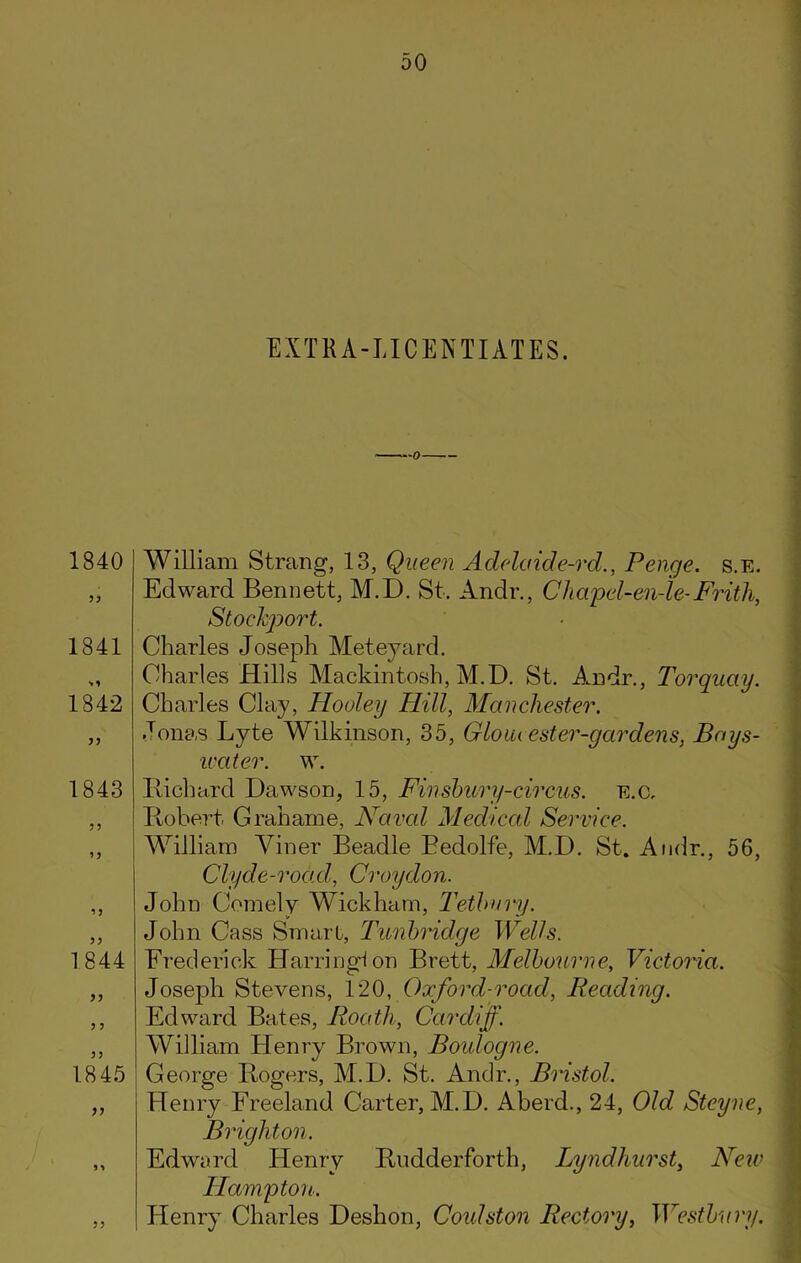 50
EXTRA-LICENTIATES.
1840 William Strang, 13, Queen Adelaide-rd., Penge. S.E.
„ Edward Bennett, M.D. St. Andr., Chapel-en-le-Frith,
Stockport.
1841 Charles Joseph Meteyard.
„ Charles Hills Mackintosh, M.D. St. Andr., Torquay.
1842 Charles Clay, Hooley Hill, Manchester.
„ Jonas Lyte Wilkinson, 35, Gloucester-gardens, Bays-
water. W.
1843 Richard Dawson, 15, Finsbury-circus. E.C.
„ Robert Grahame, Naval Medical Service.
„ William Viner Beadle Bedolfe, M.D. St. Andr., 56,
Clyde-road, Croydon.
„ John Comely Wickham, Tetbury.
„ John Cass Smart, Tunbridge Wells.
1844 Frederick Harrington Brett, Melbourne, Victoria.
„ Joseph Stevens, 120, Oxford-road, Reading.
„ Edward Bates, Roath, Cardiff.
„ William Henry Brown, Boulogne.
1845 George Rogers, M.D. St. Andr., Bristol.
„ Henry Freeland Carter, M.D. Aberd., 24, Old Steyne,
Brighton.
„ Edward Henry Rudderforth, Lyndhurst, New
Hampton.
„ Henry Charles Deshon, Coulston Rectory, Westbury.